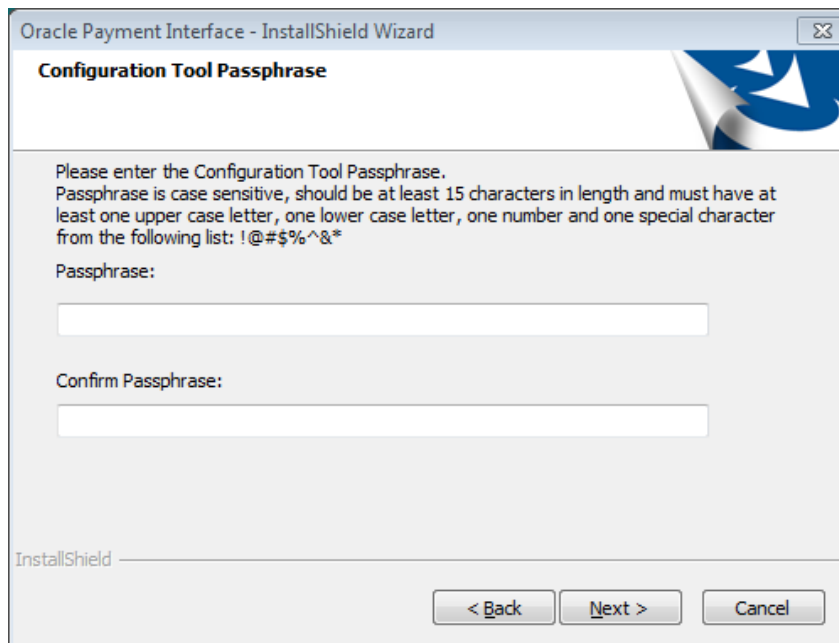 Oracle Payment Interface - InstallShield Wizard
Configuration Tool Passphrase
Please enter the Configuration Tool Passphrase.
Passphrase is case sensitive, should be at least 15 characters in length and must have at
least one upper case letter, one lower case letter, one number and one special character
from the following list: !@#$%^&*
Passphrase:
Confirm Passphrase:
InstallShield
< Back
Next >
Cancel